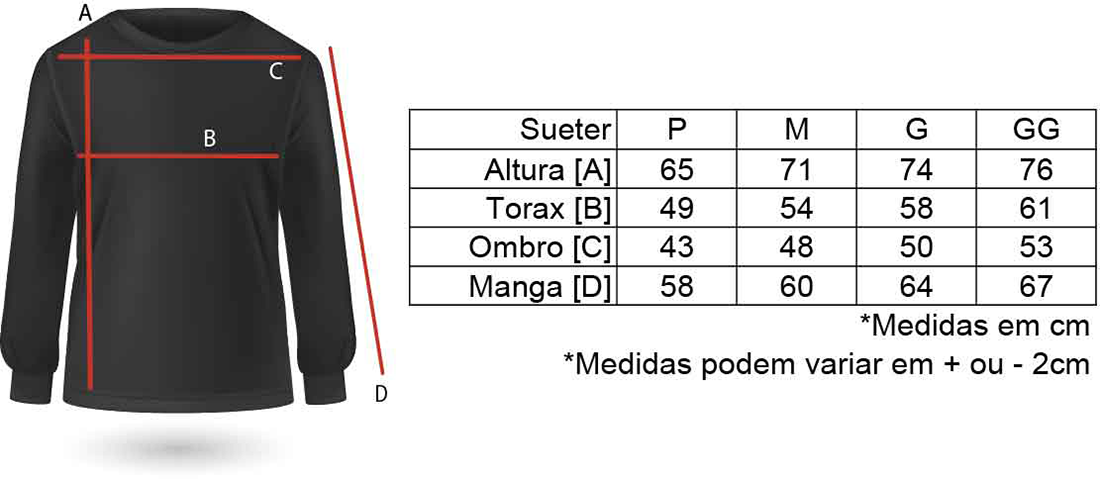 A
C
B
D
Sueter P M G GG
Altura [A] 65 71 74 76
Torax [B] 49 54 58 61
Ombro [C] 43 48 50 53
Manga [D] 58 60 64 67
*Medidas em cm
*Medidas podem variar em + ou - 2cm